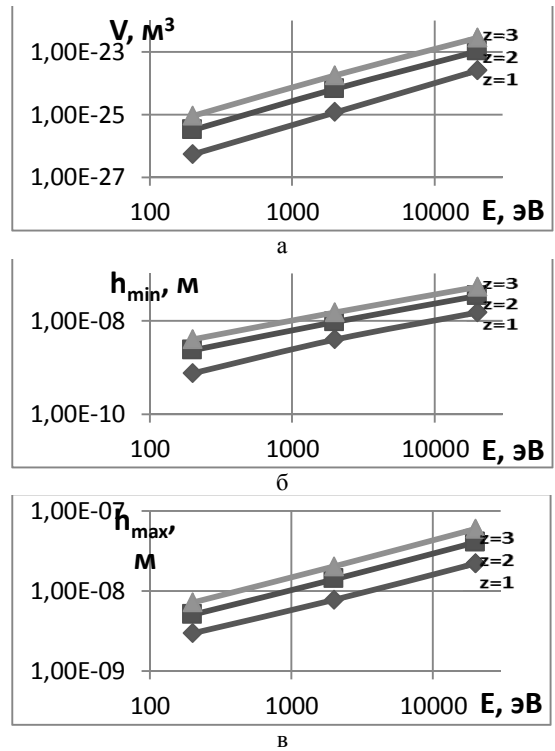 V, м³
1,00E-23
1,00E-25
1,00E-27
z=3
z=2
z=1
100 1000 10000 E, эВ
а
h min, м
1,00E-08
1,00E-10
z=3
z=2
z=1
100 1000 10000 E, эВ
б
h max,
м
1,00E-07
1,00E-08
1,00E-09
z=3
z=2
z=1
100 1000 10000 E, эВ
в